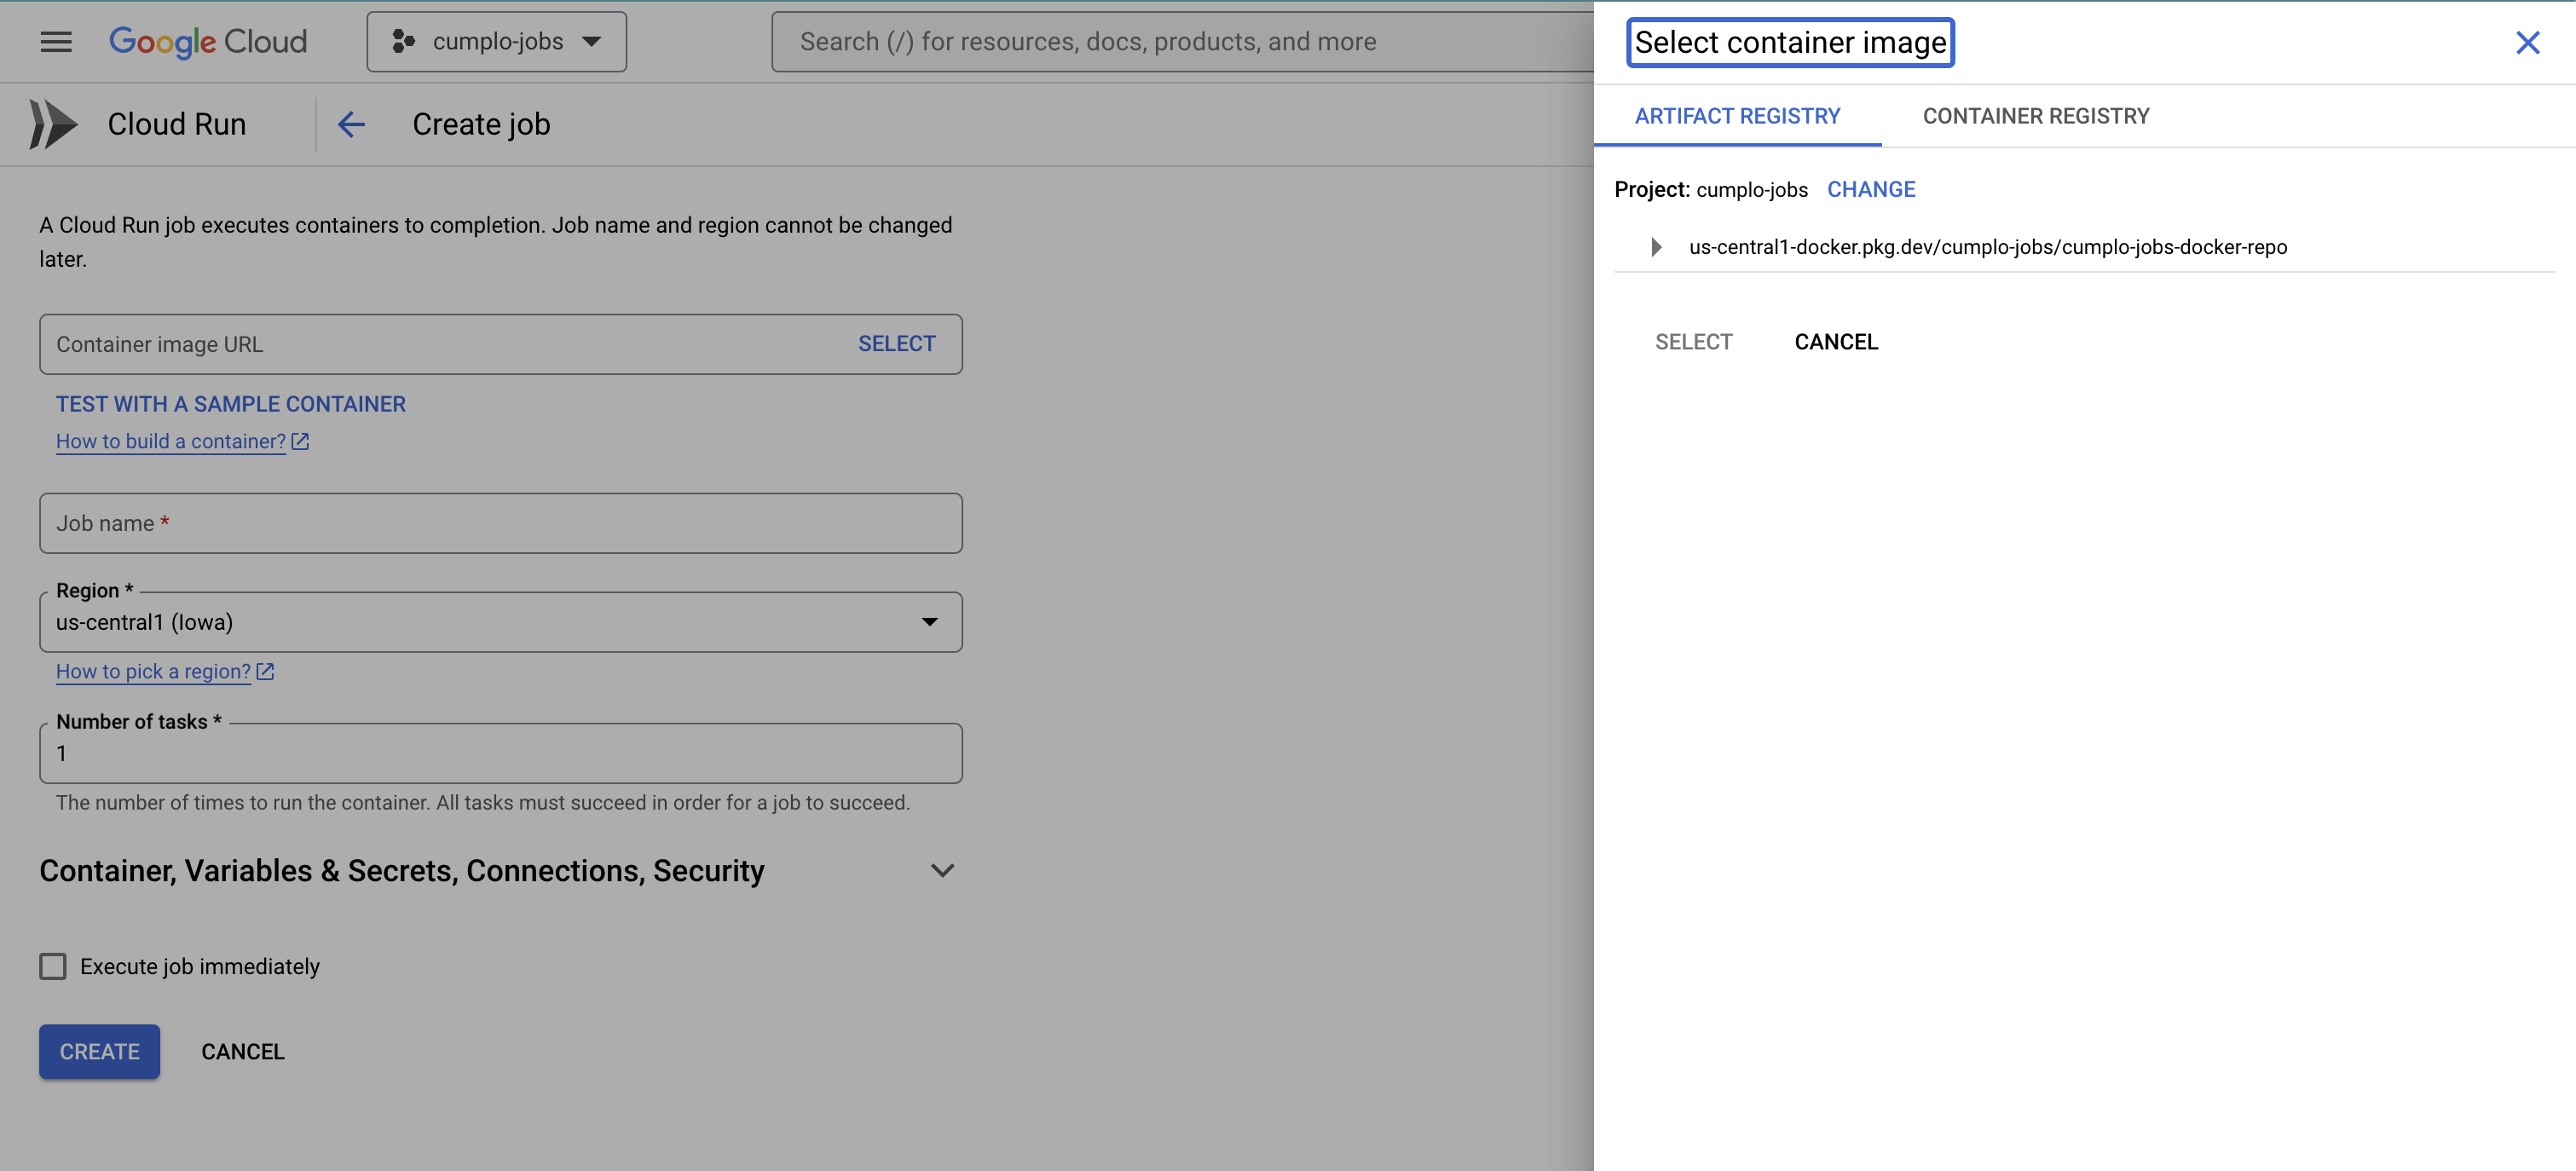 Google Cloud
cumplo-jobs
Search (/) for resources, docs, products, and more
Cloud Run
Create job
A Cloud Run job executes containers to completion. Job name and region cannot be changed
later.
Container image URL
SELECT
TEST WITH A SAMPLE CONTAINER
How to build a container?
Job name *
Region *
us-central1 (Iowa)
How to pick a region?
Number of tasks *
1
The number of times to run the container. All tasks must succeed in order for a job to succeed.
Container, Variables & Secrets, Connections, Security
Execute job immediately
CREATE
CANCEL
Select container image
ARTIFACT REGISTRY
CONTAINER REGISTRY
Project: cumplo-jobs CHANGE
us-central1-docker.pkg.dev/cumplo-jobs/cumplo-jobs-docker-repo
SELECT
CANCEL